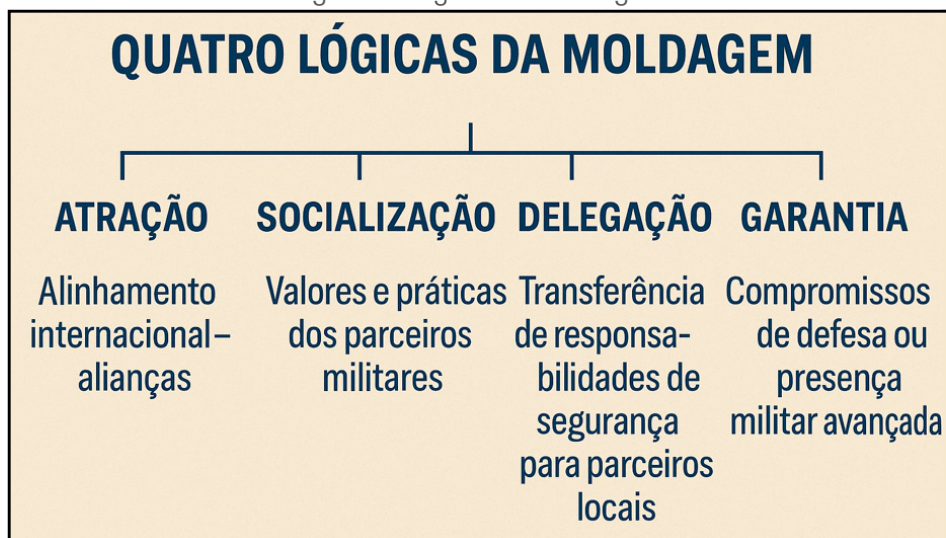 QUATRO LÓGICAS DA MOLDAGEM
ATRAÇÃO
Alinhamento
internacional–
alianças
SOCIALIZAÇÃO
Valores e práticas
dos parceiros
militares
DELEGAÇÃO
Transferência
de responsa-
bilidades de
segurança
para parceiros
locais
GARANTIA
Compromissos
de defesa ou
presença
militar avançada